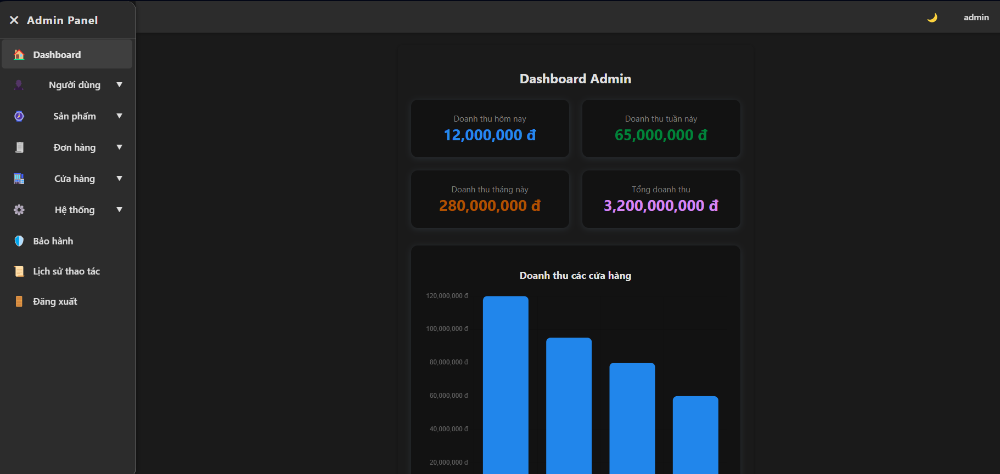 Admin Panel
admin
Dashboard
Người dùng
Sản phẩm
Đơn hàng
Cửa hàng
Hệ thống
Bảo hành
Lịch sử thao tác
Đăng xuất
Dashboard Admin
Doanh thu hôm nay
12,000,000 đ
Doanh thu tuần này
65,000,000 đ
Doanh thu tháng này
280,000,000 đ
Tổng doanh thu
3,200,000,000 đ
Doanh thu các cửa hàng
120,000,000 đ
100,000,000 đ
80,000,000 đ
60,000,000 đ
40,000,000 đ
20,000,000 đ